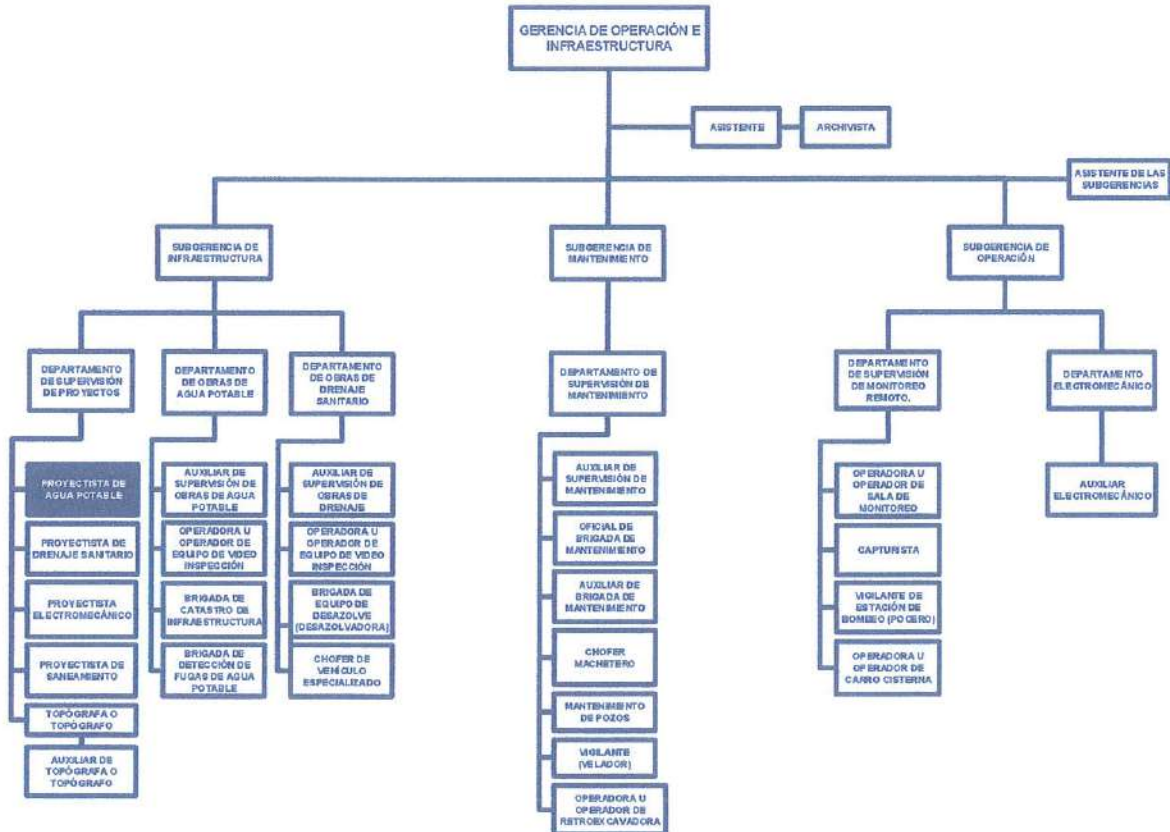 GERENCIA DE OPERACIÓN E
INFRAESTRUCTURA
ASISTENTE
ARCHIVISTA
ASISTENTE DE LAS
SUBGERENCIAS
SUBGERENCIA DE
INFRAESTRUCTURA
SUBGERENCIA DE
MANTENIMIENTO
SUBGERENCIA DE
OPERACIÓN
DEPARTAMENTO
DE SUPERVISIÓN
DE PROYECTOS
DEPARTAMENTO
DE OBRAS DE
AGUA POTABLE
DEPARTAMENTO
DE OBRAS DE
DRENAJE
SANITARIO
DEPARTAMENTO DE
SUPERVISIÓN DE
MANTENIMIENTO
DEPARTAMENTO
DE SUPERVISIÓN
DE MONITOREO
REMOTO.
DEPARTAMENTO
ELECTROMECÁNICO
PROYECTISTA DE
AGUA POTABLE
PROYECTISTA DE
DRENAJE SANITARIO
PROYECTISTA
ELECTROMECÁNICO
PROYECTISTA DE
SANEAMIENTO
TOPÓGRAFA O
TOPÓGRAFO
AUXILIAR DE
TOPÓGRAFA O
TOPÓGRAFO
AUXILIAR DE
SUPERVISIÓN DE
OBRAS DE AGUA
POTABLE
OPERADORA U
OPERADOR DE
EQUIPO DE VIDEO
INSPECCIÓN
BRIGADA DE
CATASTRO DE
INFRAESTRUCTURA
BRIGADA DE
DETECCIÓN DE
FUGAS DE AGUA
POTABLE
AUXILIAR DE
SUPERVISIÓN DE
OBRAS DE
DRENAJE
OPERADORA U
OPERADOR DE
EQUIPO DE VIDEO
INSPECCIÓN
BRIGADA DE
EQUIPO DE
DESAZOLVE
(DESAZOLVADORA)
CHOFER DE
VEHÍCULO
ESPECIALIZADO
AUXILIAR DE
SUPERVISIÓN DE
MANTENIMIENTO
OFICIAL DE
BRIGADA DE
MANTENIMIENTO
AUXILIAR DE
BRIGADA DE
MANTENIMIENTO
CHOFER
MACHETERO
MANTENIMIENTO
DE POZOS
VIGILANTE
(VELADOR)
OPERADORA U
OPERADOR DE
RETROEXCAVADORA
OPERADORA U
OPERADOR DE
SALA DE
MONITOREO
CAPTURISTA
VIGILANTE DE
ESTACIÓN DE
BOMBEO (POCERO)
OPERADORA U
OPERADOR DE
CARRO CISTERNA
AUXILIAR
ELECTROMECÁNICO